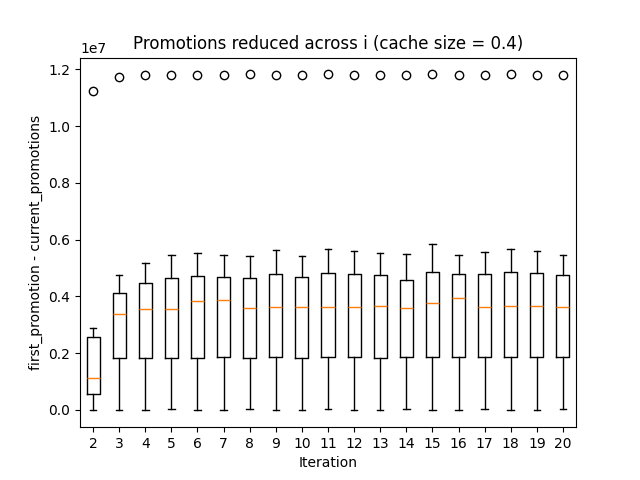 Promotions reduced across i (cache size = 0.4)
1e7
1.2
1.0
0.8
0.6
0.4
0.2
0.0
first_promotion - current_promotions
2 3 4 5 6 7 8 9 10 11 12 13 14 15 16 17 18 19 20
Iteration